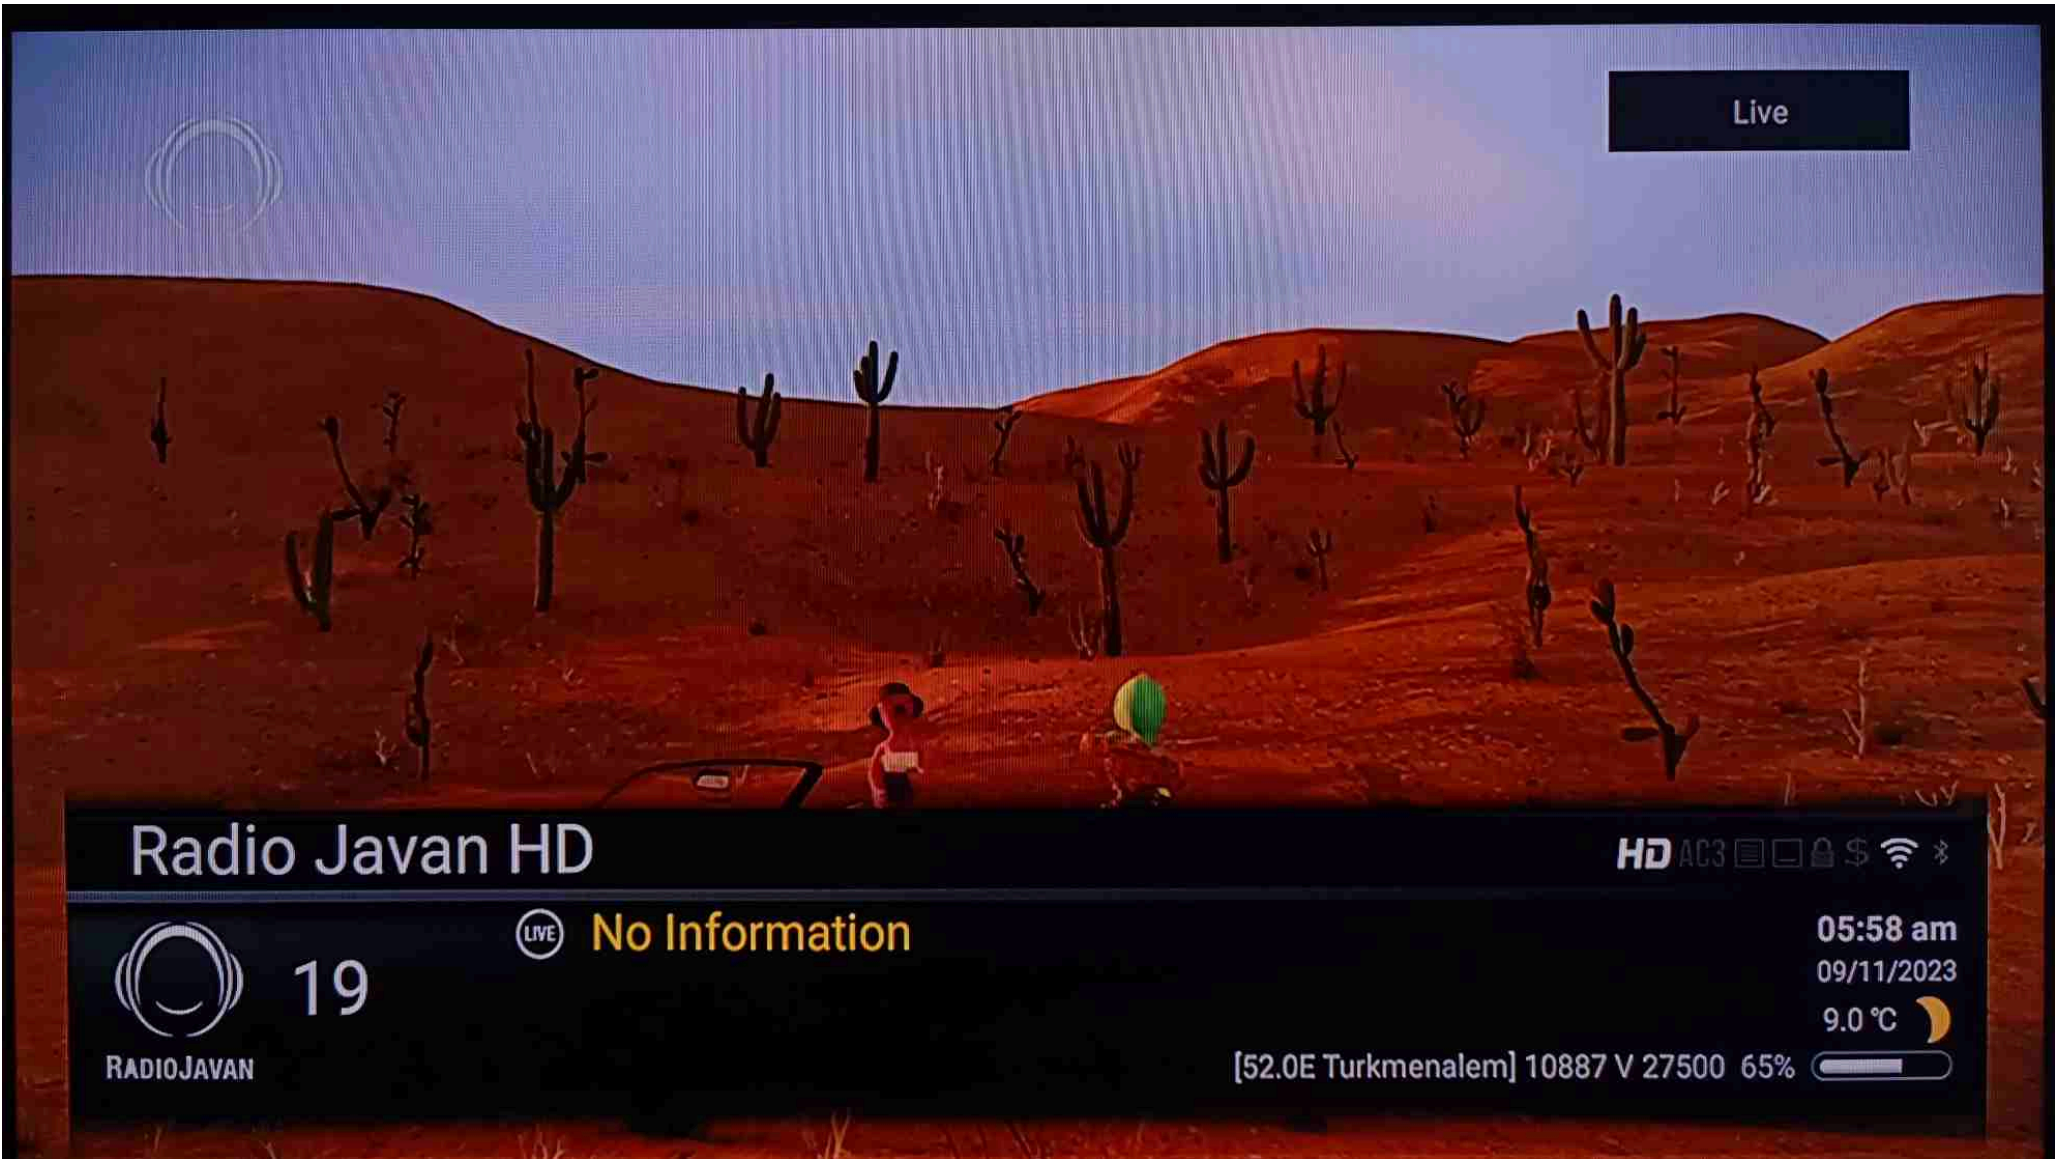 Live
Radio Javan HD
HD AC3 $
LIVE No Information
05:58 am
19
09/11/2023
9.0 °C
RADIOJAVAN
[52.0E Turkmenalem] 10887 V 27500 65%